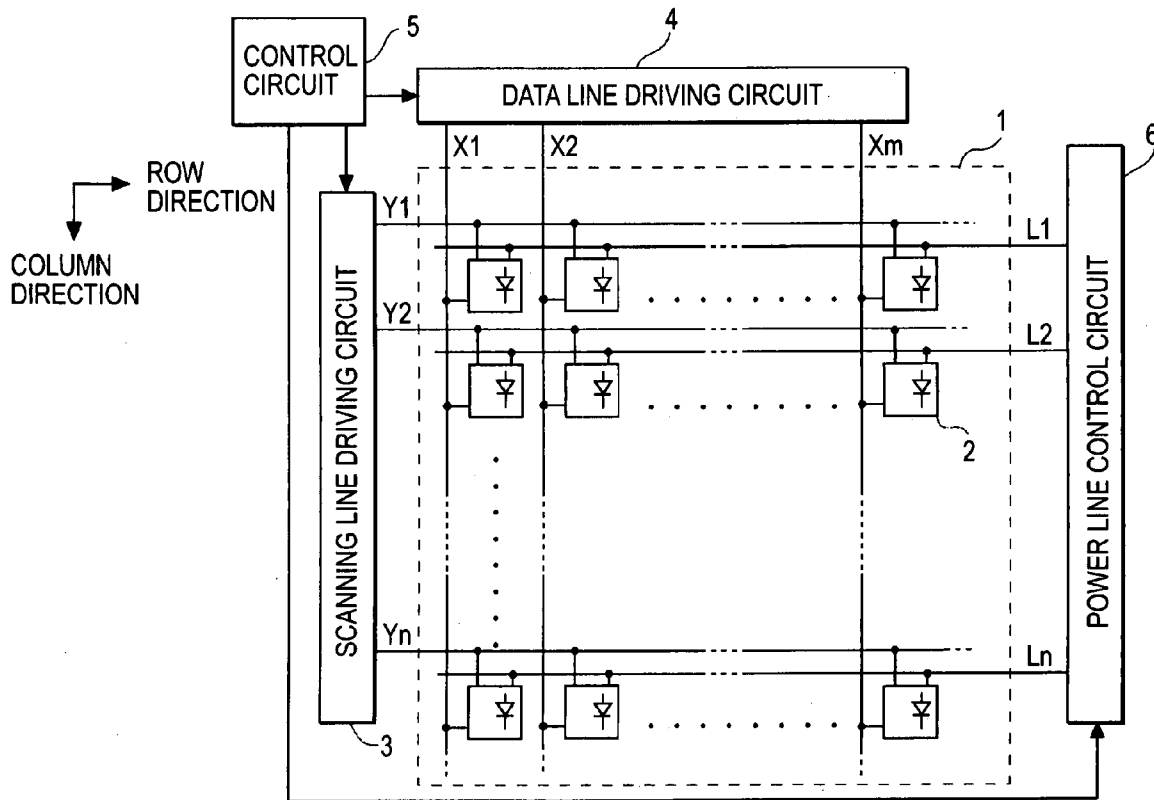 5
CONTROL
CIRCUIT
4
DATA LINE DRIVING CIRCUIT
X1
X2
Xm
1
6
ROW
DIRECTION
COLUMN
DIRECTION
SCANNING LINE DRIVING CIRCUIT
Y1
L1
Y2
L2
2
POWER LINE CONTROL CIRCUIT
Yn
Ln
3